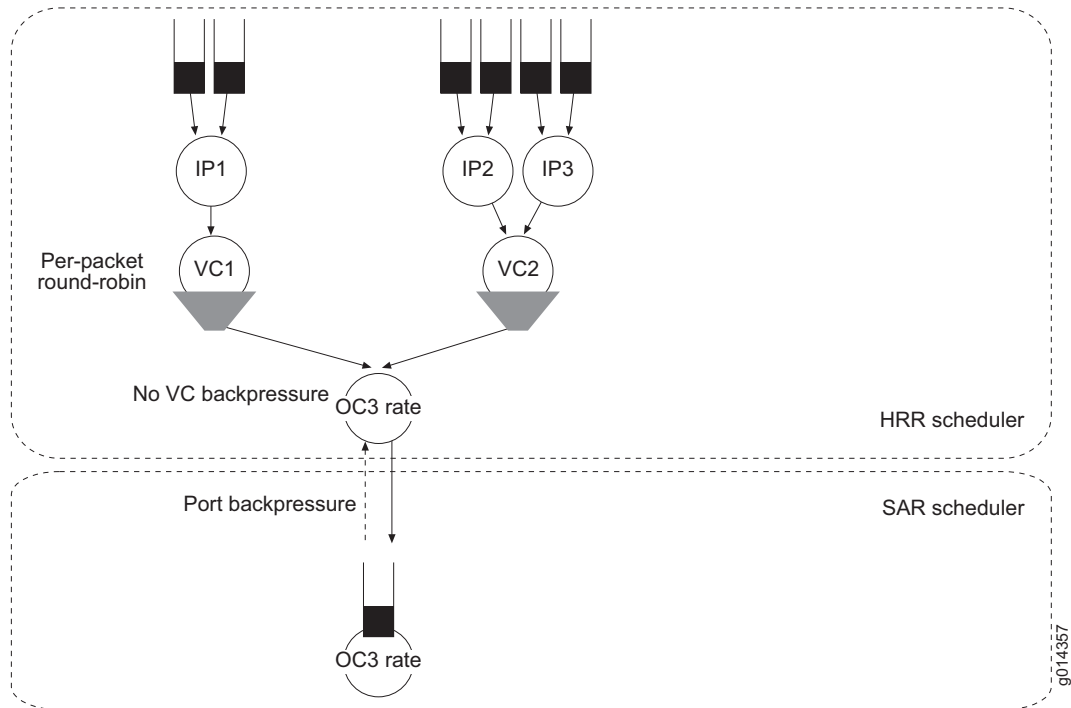 IP1
IP2
IP3
Per-packet
round-robin
VC1
VC2
No VC backpressure
OC3 rate
HRR scheduler
Port backpressure
SAR scheduler
OC3 rate
g014357